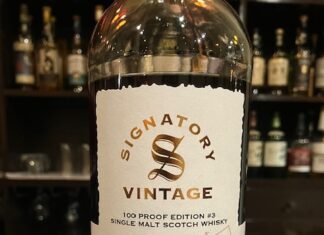 SIGNATORY
S
VINTAGE
100 PROOF EDITION #3
SINGLE MALT SCOTCH WHISKY